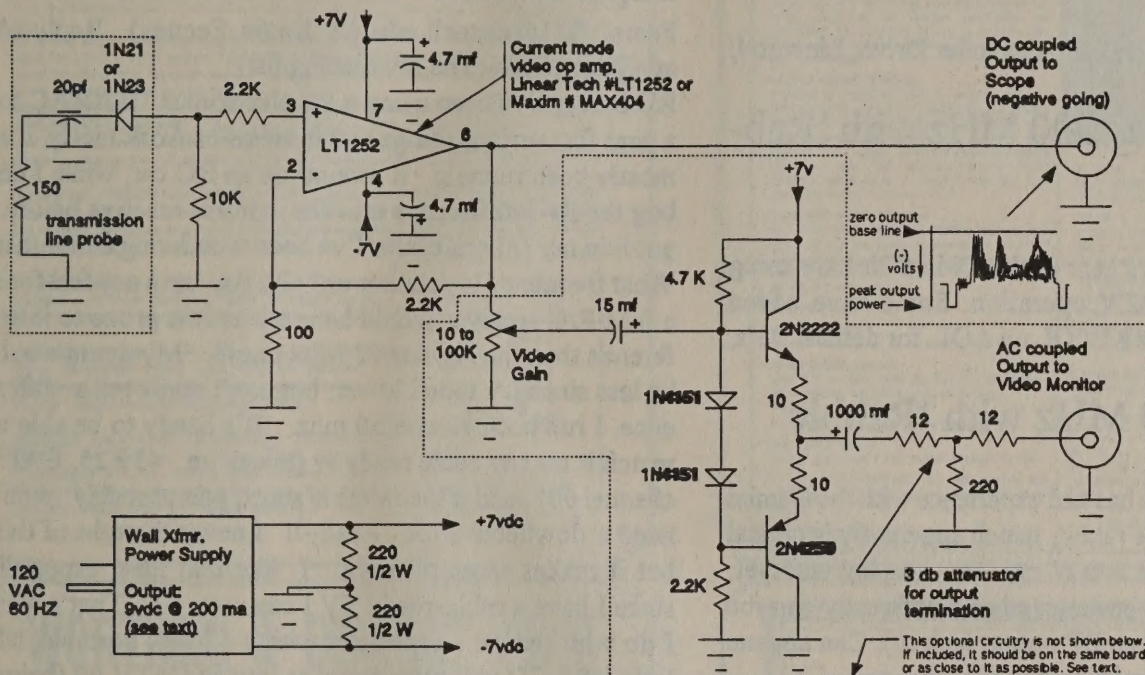 +7V
1N21
or
1N23
20pf
2.2K
150
transmission
line probe
10K
3
+
7
LT1252
2
-
4
6
4.7 mf
+
4.7 mf
+
-7V
Current mode
video op amp.
Linear Tech #LT1252 or
Maxim # MAX404
DC coupled
Output to
Scope
(negative going)
100
2.2K
10 to
100K
Video
Gain
15 mf
+
+7V
4.7 K
2N2222
1N4151
1N4151
10
10
2.2K
zero output
base line
(-)
volts
peak output
power
AC coupled
Output to
Video Monitor
1000 mf
+
12
12
220
3 db attenuator
for output
termination
120
VAC
60 HZ
Wall Xfmr.
Power Supply
Output:
9vdc @ 200 ma
(see text)
+7vdc
220
1/2 W
220
1/2 W
-7vdc
This optional circuitry is not shown below.
If included, it should be on the same board
or as close to it as possible. See text.